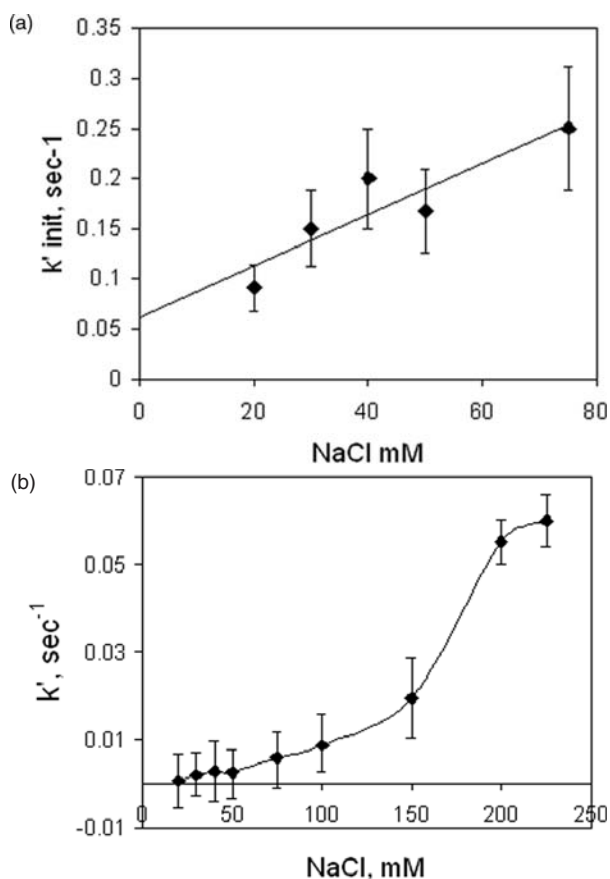 (a)
0.35
0.3
0.25
0.2
0.15
0.1
0.05
0
k' init, sec-1
0 20 40 60 80
NaCl mM
(b)
0.07
0.05
0.03
0.01
-0.01
k', sec⁻¹
0 50 100 150 200 250
NaCl, mM